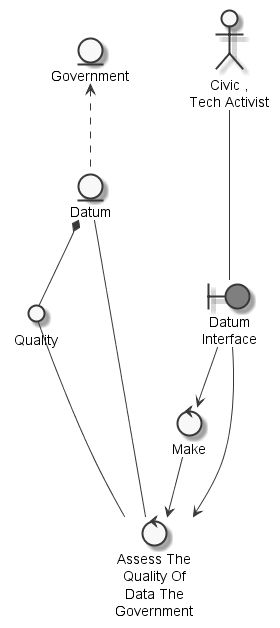 Government
Civic ,
Tech Activist
Datum
Datum
Interface
Quality
Make
Assess The
Quality Of
Data The
Government